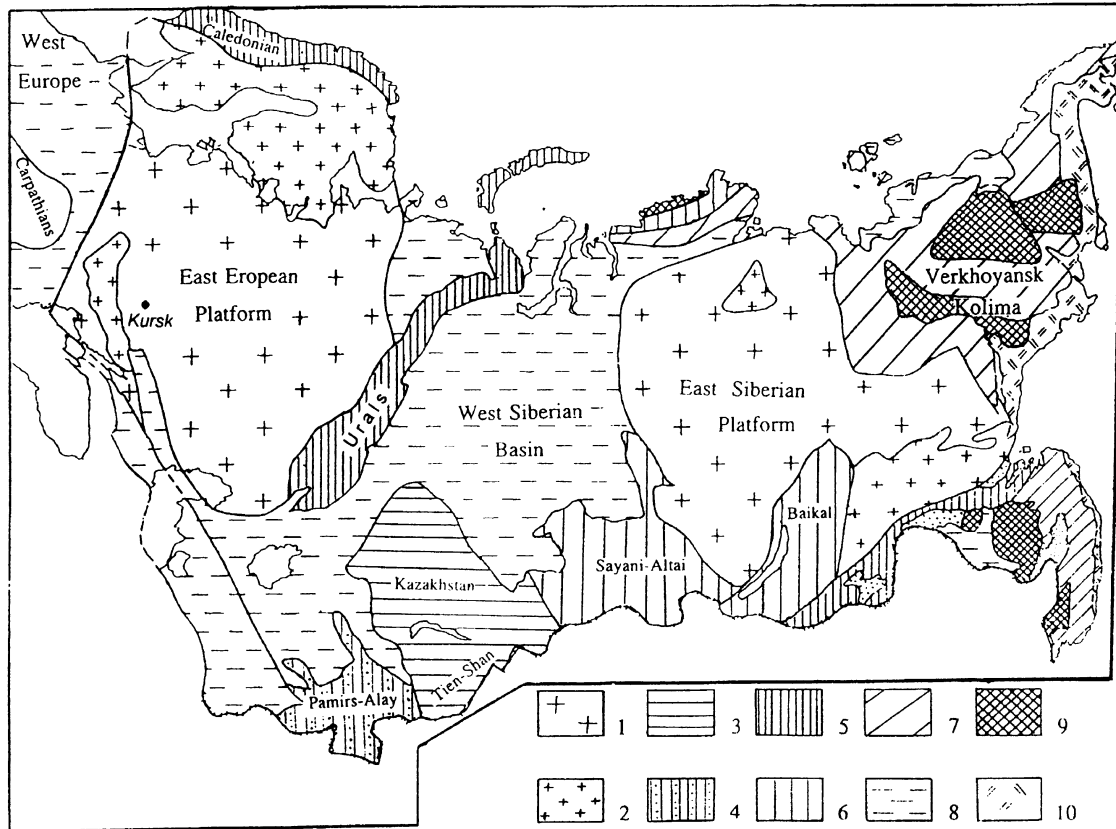 West
Europe
Caledonian
Carpathians
East Eropean
Platform
Kursk
Urals
West Siberian
Basin
East Siberian
Platform
Verkhoyansk
Kolima
Baikal
Sayani-Altai
Kazakhstan
Tien-Shan
Pamirs-Alay
1
3
5
7
9
2
4
6
8
10